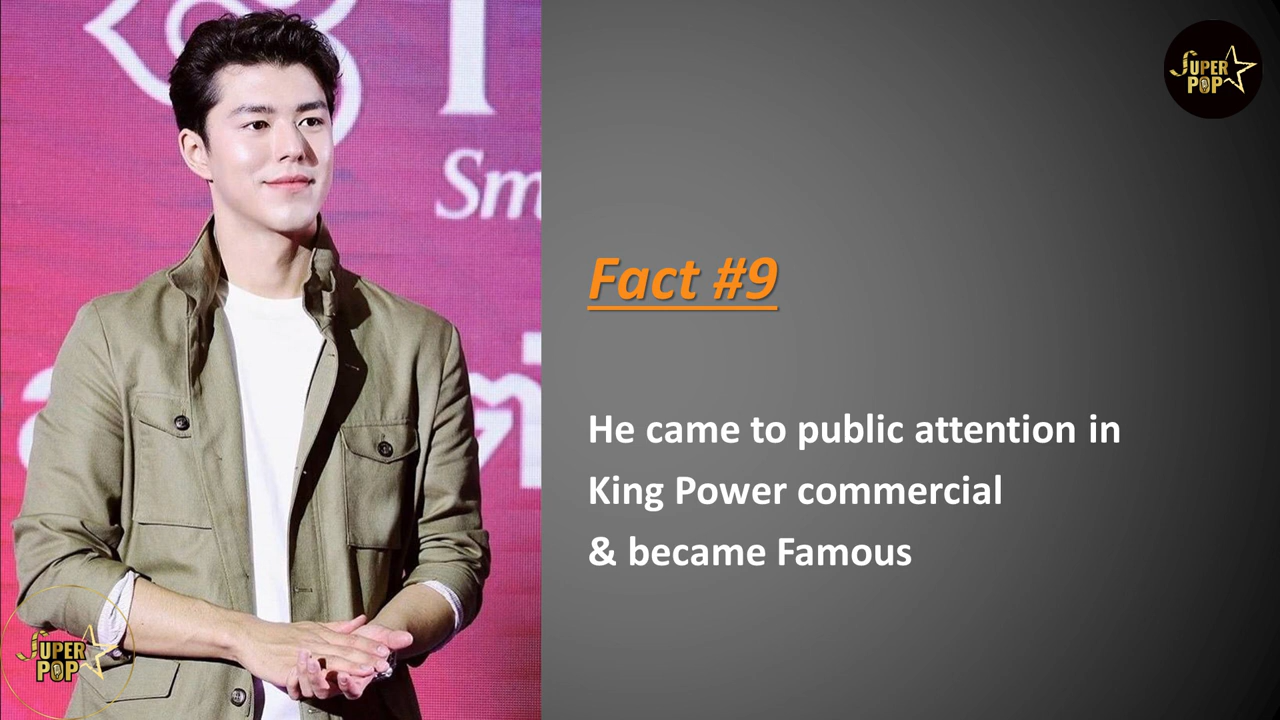 Sm
SUPER
POP
Fact #9
He came to public attention in
King Power commercial
& became Famous
SUPER
POP